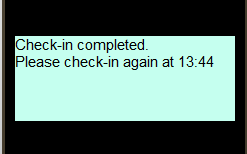 Check-in completed.
Please check-in again at 13:44